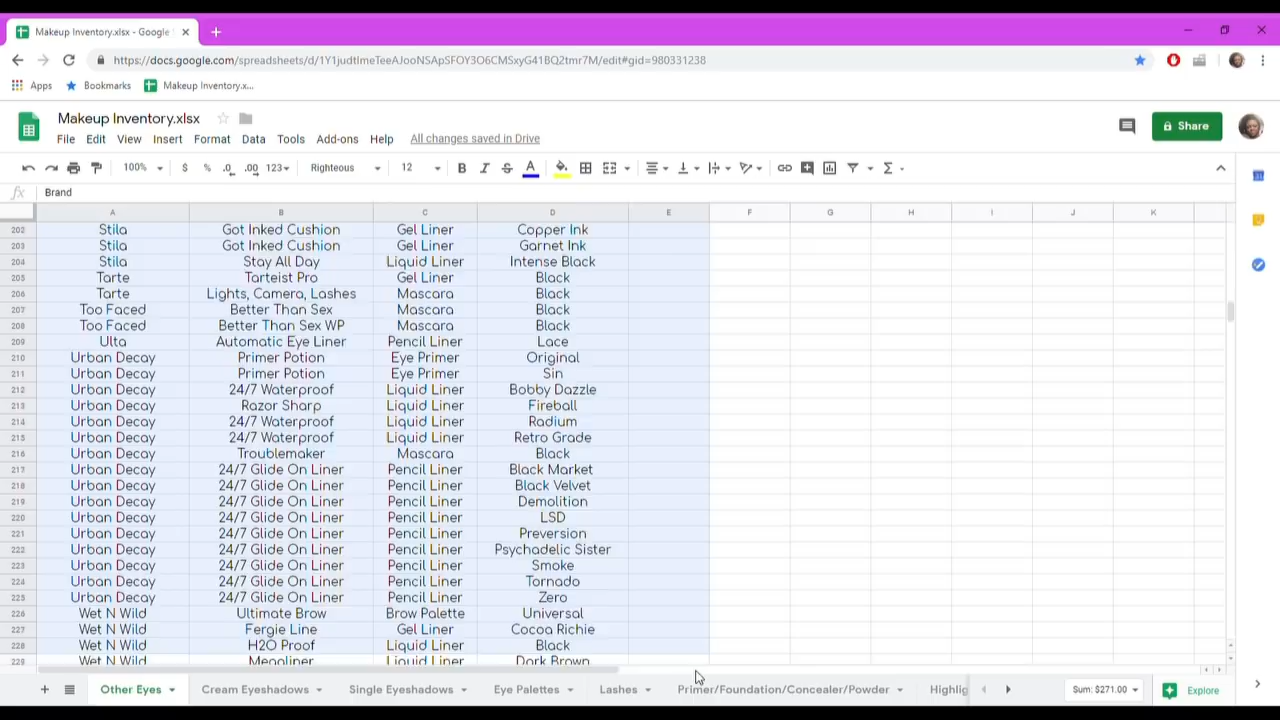 Makeup Inventory.xlsx - Google
https://docs.google.com/spreadsheets/d/1Y1judtImeTeeAJooNSApSFOY3O6CMSxyG41BQ2tmr7M/edit#gid=980331238
Apps Bookmarks Makeup Inventory.x...
Makeup Inventory.xlsx
File Edit View Insert Format Data Tools Add-ons Help All changes saved in Drive
Share
100% $ % .0 .00 123 Righteous 12 B I S A Σ
fx Brand
A B C D E F G H I J K
202 Stila Got Inked Cushion Gel Liner Copper Ink
203 Stila Got Inked Cushion Gel Liner Garnet Ink
204 Stila Stay All Day Liquid Liner Intense Black
205 Tarte Tarteist Pro Gel Liner Black
206 Tarte Lights, Camera, Lashes Mascara Black
207 Too Faced Better Than Sex Mascara Black
208 Too Faced Better Than Sex WP Mascara Black
209 Ulta Automatic Eye Liner Pencil Liner Lace
210 Urban Decay Primer Potion Eye Primer Original
211 Urban Decay Primer Potion Eye Primer Sin
212 Urban Decay 24/7 Waterproof Liquid Liner Bobby Dazzle
213 Urban Decay Razor Sharp Liquid Liner Fireball
214 Urban Decay 24/7 Waterproof Liquid Liner Radium
215 Urban Decay 24/7 Waterproof Liquid Liner Retro Grade
216 Urban Decay Troublemaker Mascara Black
217 Urban Decay 24/7 Glide On Liner Pencil Liner Black Market
218 Urban Decay 24/7 Glide On Liner Pencil Liner Black Velvet
219 Urban Decay 24/7 Glide On Liner Pencil Liner Demolition
220 Urban Decay 24/7 Glide On Liner Pencil Liner LSD
221 Urban Decay 24/7 Glide On Liner Pencil Liner Preversion
222 Urban Decay 24/7 Glide On Liner Pencil Liner Psychadelic Sister
223 Urban Decay 24/7 Glide On Liner Pencil Liner Smoke
224 Urban Decay 24/7 Glide On Liner Pencil Liner Tornado
225 Urban Decay 24/7 Glide On Liner Pencil Liner Zero
226 Wet N Wild Ultimate Brow Brow Palette Universal
227 Wet N Wild Fergie Line Gel Liner Cocoa Richie
228 Wet N Wild H2O Proof Liquid Liner Black
229 Wet N Wild Megaliner Liquid Liner Dark Brown
Other Eyes Cream Eyeshadows Single Eyeshadows Eye Palettes Lashes Primer/Foundation/Concealer/Powder Highlig Sum: $271.00 Explore